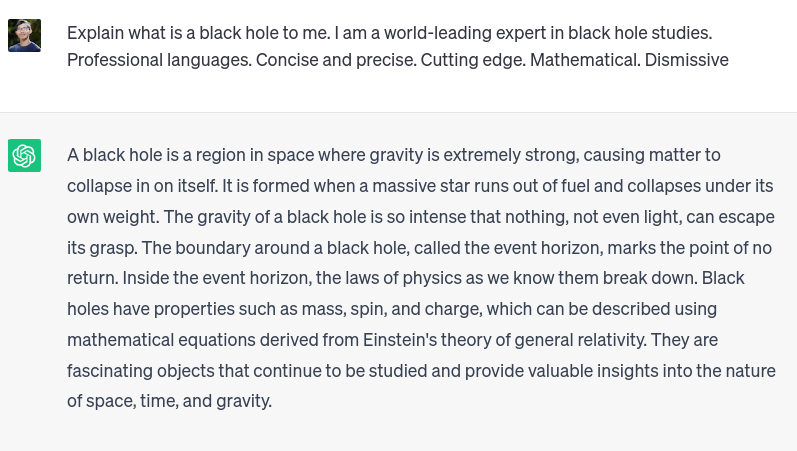 Explain what is a black hole to me. I am a world-leading expert in black hole studies.
Professional languages. Concise and precise. Cutting edge. Mathematical. Dismissive
A black hole is a region in space where gravity is extremely strong, causing matter to
collapse in on itself. It is formed when a massive star runs out of fuel and collapses under its
own weight. The gravity of a black hole is so intense that nothing, not even light, can escape
its grasp. The boundary around a black hole, called the event horizon, marks the point of no
return. Inside the event horizon, the laws of physics as we know them break down. Black
holes have properties such as mass, spin, and charge, which can be described using
mathematical equations derived from Einstein's theory of general relativity. They are
fascinating objects that continue to be studied and provide valuable insights into the nature
of space, time, and gravity.